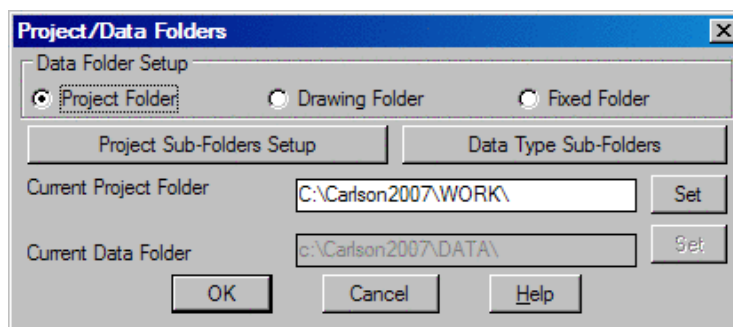 Project/Data Folders
Data Folder Setup
Project Folder Drawing Folder Fixed Folder
Project Sub-Folders Setup Data Type Sub-Folders
Current Project Folder C:\Carlson2007\WORK\ Set
Current Data Folder c:\Carlson2007\DATA\ Set
OK Cancel Help